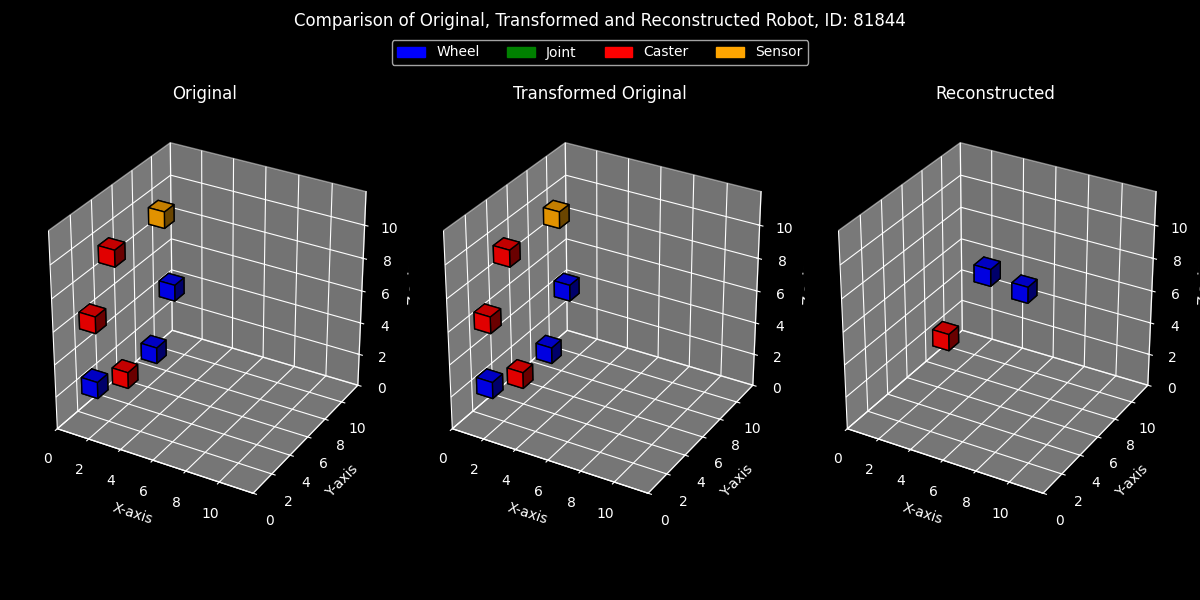 Comparison of Original, Transformed and Reconstructed Robot, ID: 81844
Wheel Joint Caster Sensor
Original Transformed Original Reconstructed
10 10 10
8 8 8
6 6 6
4 4 4
2 2 2
0 0 0
10 10 10
8 8 8
6 6 6
4 4 4
2 2 2
0 0 0
0 2 4 6 8 10 0 2 4 6 8 10 0 2 4 6 8 10
X-axis Y-axis X-axis Y-axis X-axis Y-axis